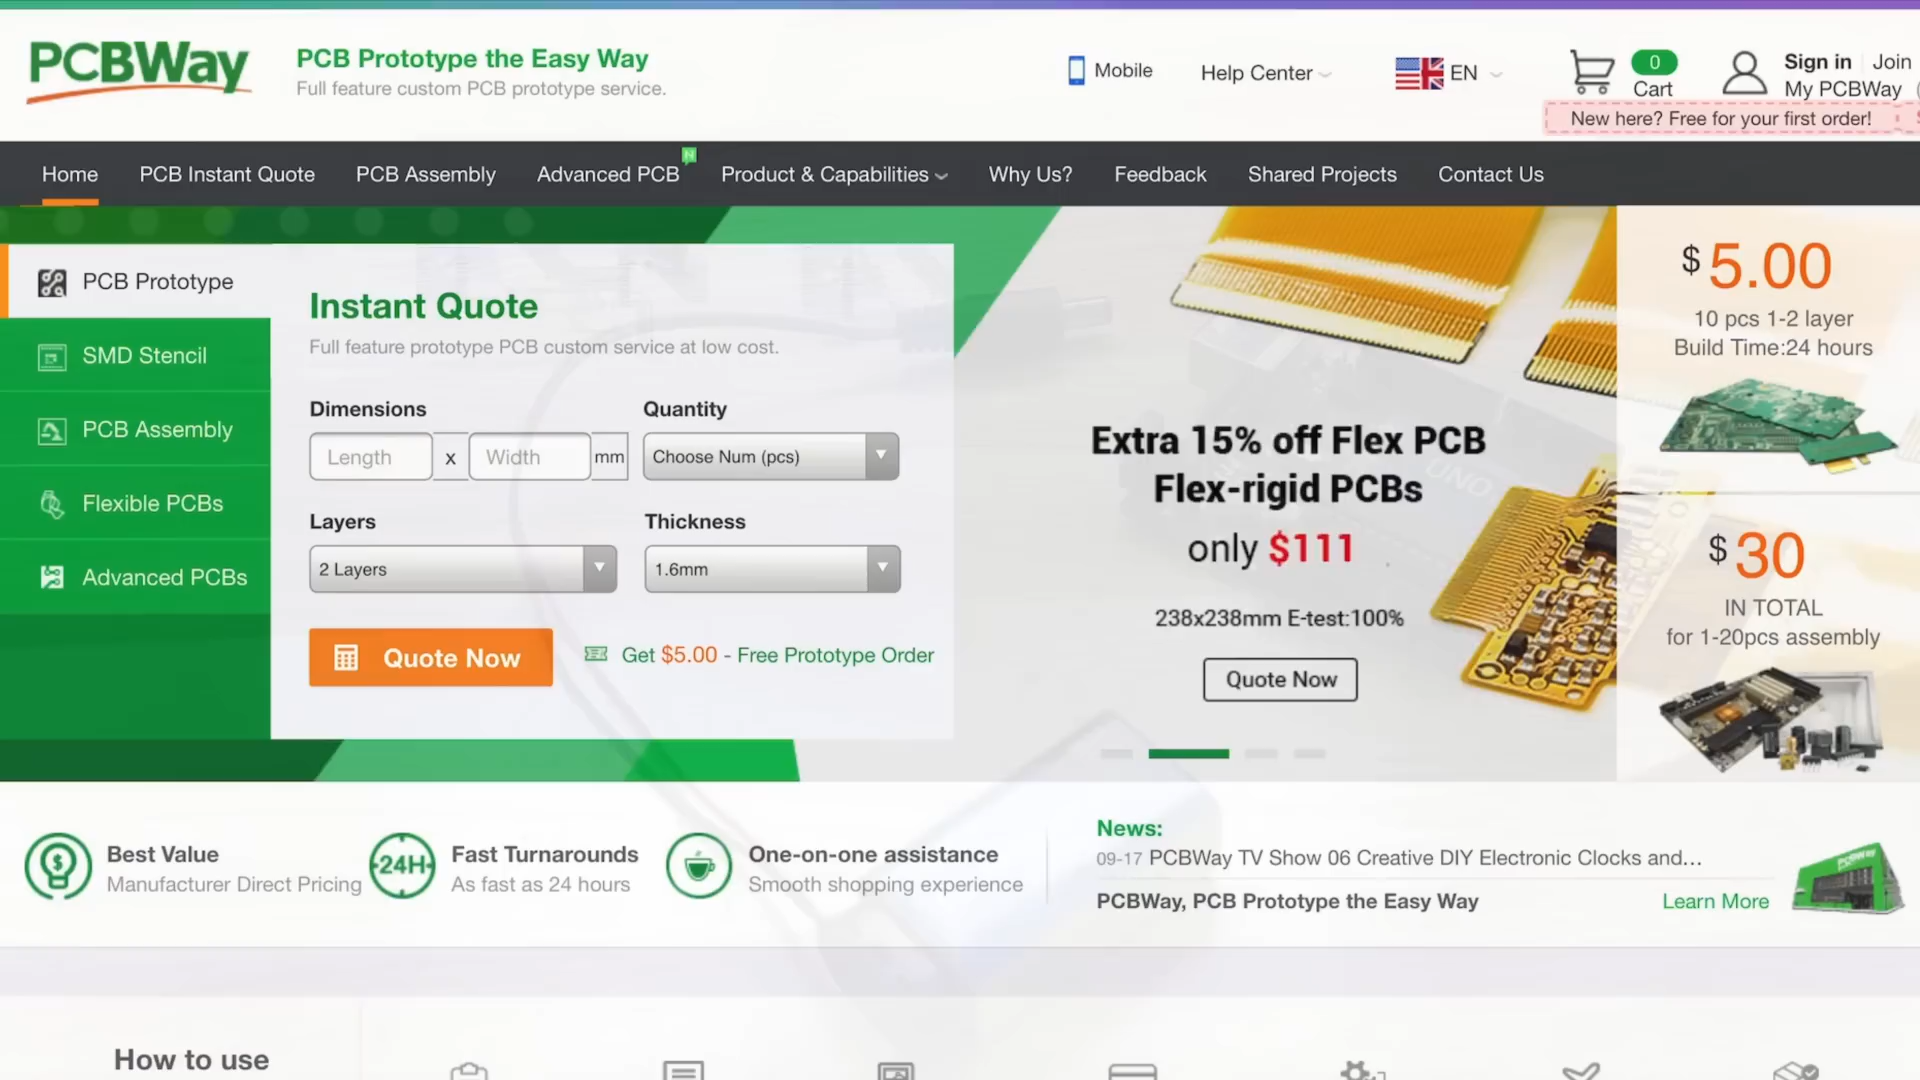 PCBWay
PCB Prototype the Easy Way
Full feature custom PCB prototype service.
Mobile
Help Center
EN
0
Cart
Sign in
Join
My PCBWay
New here? Free for your first order!
Home
PCB Instant Quote
PCB Assembly
Advanced PCB
N
Product & Capabilities
Why Us?
Feedback
Shared Projects
Contact Us
PCB Prototype
SMD Stencil
PCB Assembly
Flexible PCBs
Advanced PCBs
Instant Quote
Full feature prototype PCB custom service at low cost.
Dimensions
Quantity
Length
x
Width
mm
Choose Num (pcs)
Layers
Thickness
2 Layers
1.6mm
Quote Now
Get $5.00 - Free Prototype Order
Extra 15% off Flex PCB
Flex-rigid PCBs
only $111
238x238mm E-test:100%
Quote Now
UNO
$ 5.00
10 pcs 1-2 layer
Build Time:24 hours
$ 30
IN TOTAL
for 1-20pcs assembly
Best Value
Manufacturer Direct Pricing
24H
Fast Turnarounds
As fast as 24 hours
One-on-one assistance
Smooth shopping experience
News:
09-17 PCBWay TV Show 06 Creative DIY Electronic Clocks and...
PCBWay, PCB Prototype the Easy Way
Learn More
PCBWay
How to use